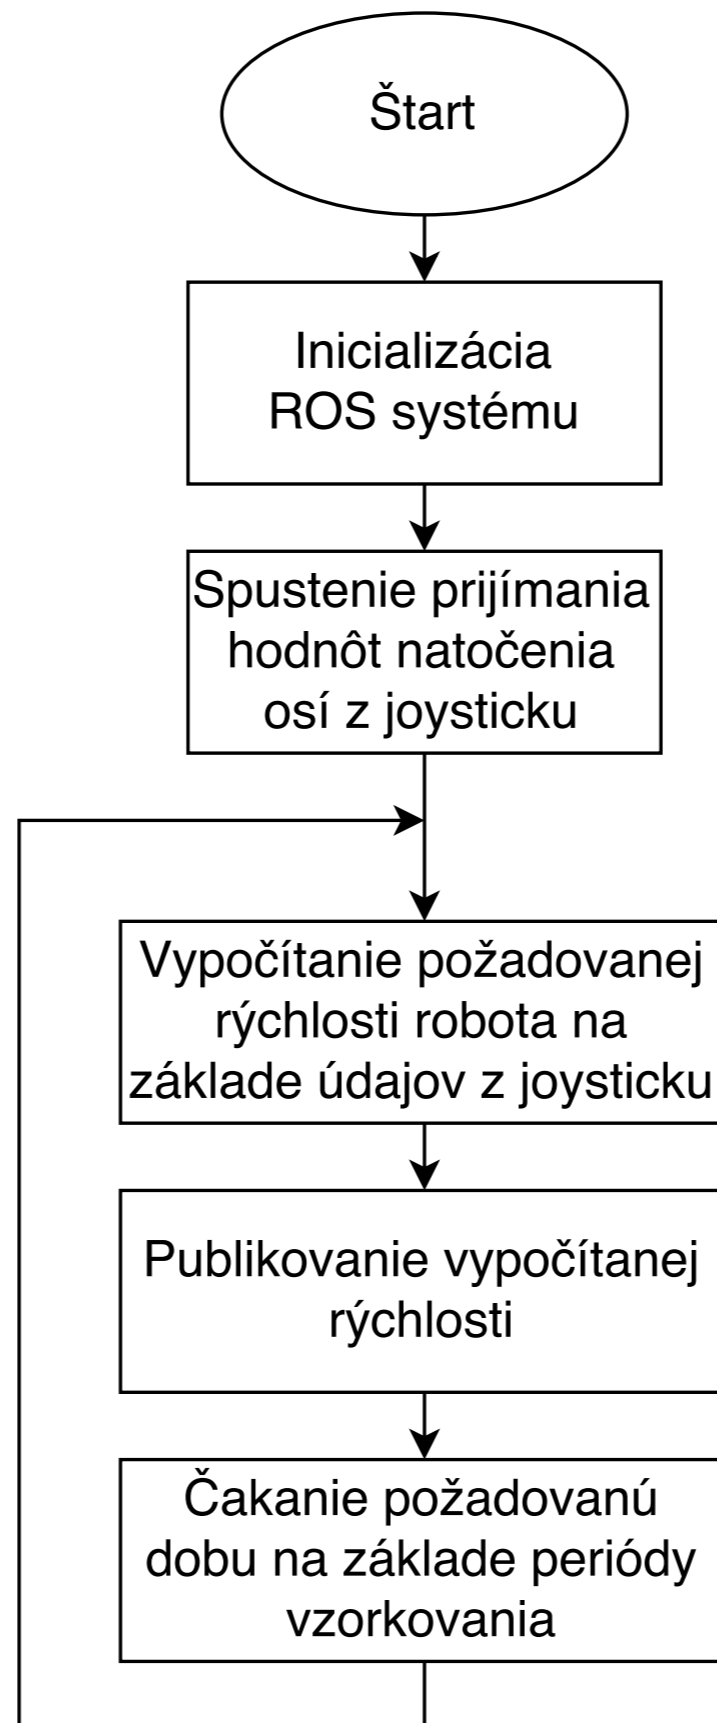 Štart
Inicializácia
ROS systému
Spustenie prijímania
hodnôt natočenia
osí z joysticku
Vypočítanie požadovanej
rýchlosti robota na
základe údajov z joysticku
Publikovanie vypočítanej
rýchlosti
Čakanie požadovanú
dobu na základe periódy
vzorkovania